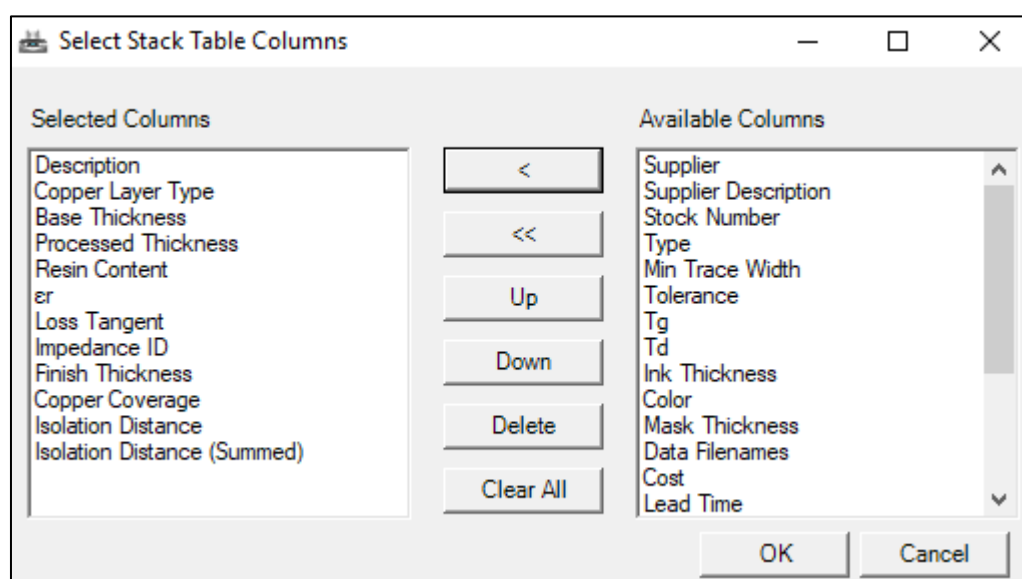 Select Stack Table Columns
Selected Columns
Description
Copper Layer Type
Base Thickness
Processed Thickness
Resin Content
εr
Loss Tangent
Impedance ID
Finish Thickness
Copper Coverage
Isolation Distance
Isolation Distance (Summed)
<
<<
Up
Down
Delete
Clear All
Available Columns
Supplier
Supplier Description
Stock Number
Type
Min Trace Width
Tolerance
Tg
Td
Ink Thickness
Color
Mask Thickness
Data Filenames
Cost
Lead Time
OK
Cancel